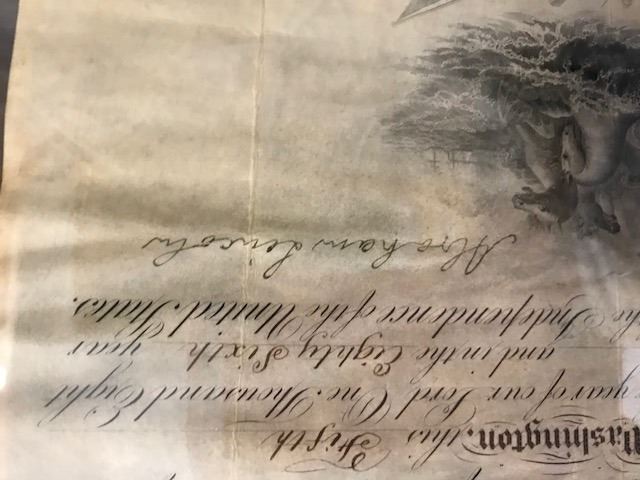 Washington, this Fifth
year of our Lord One Thousand Eight
and in the Eighty Sixth year
the Independence of the United States.
Abraham Lincoln